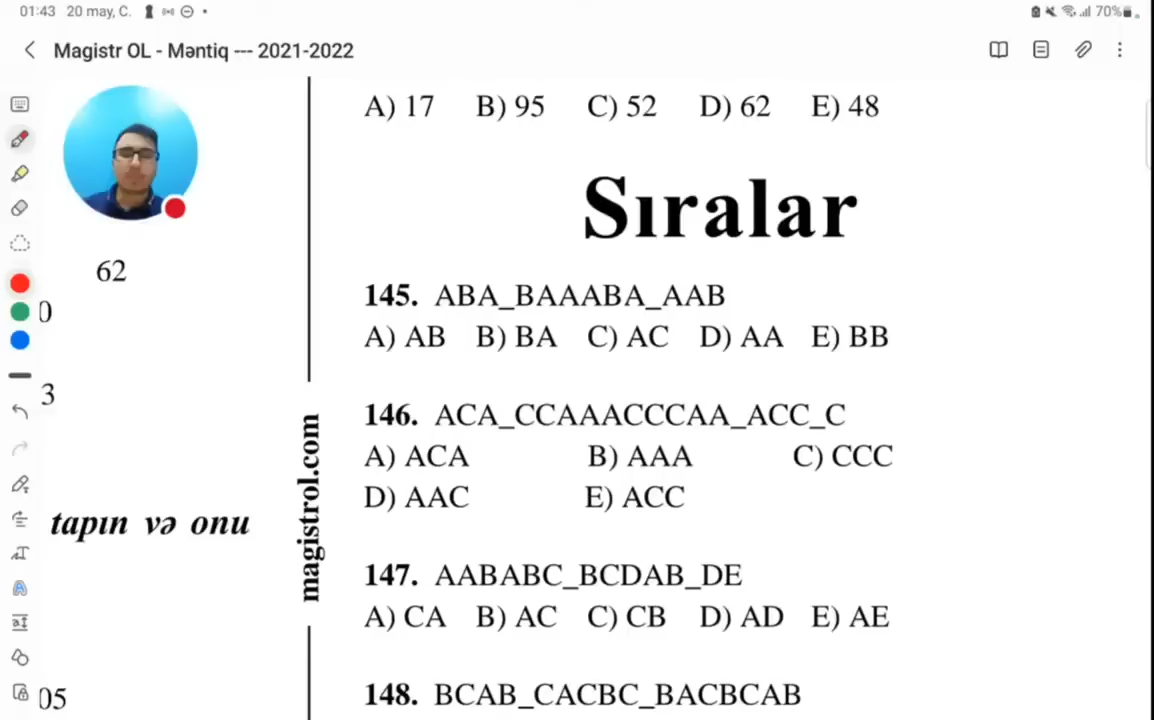 01:43 20 may, C.
70%
Magistr OL - Məntiq --- 2021-2022
62
0
3
tapın və onu
05
magistrol.com
A) 17 B) 95 C) 52 D) 62 E) 48
Sıralar
145. ABA_BAAABA_AAB
A) AB B) BA C) AC D) AA E) BB
146. ACA_CCAAACCCAA_ACC_C
A) ACA B) AAA C) CCC
D) AAC E) ACC
147. AABABC_BCDAB_DE
A) CA B) AC C) CB D) AD E) AE
148. BCAB_CACBC_BACBCAB